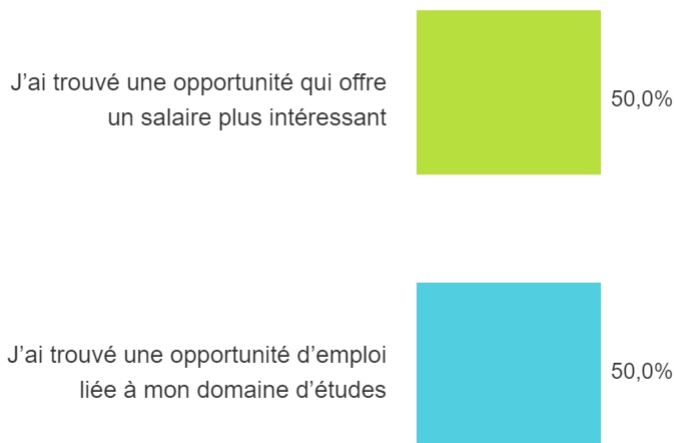 J’ai trouvé une opportunité qui offre
un salaire plus intéressant
50,0%
J’ai trouvé une opportunité d’emploi
liée à mon domaine d’études
50,0%